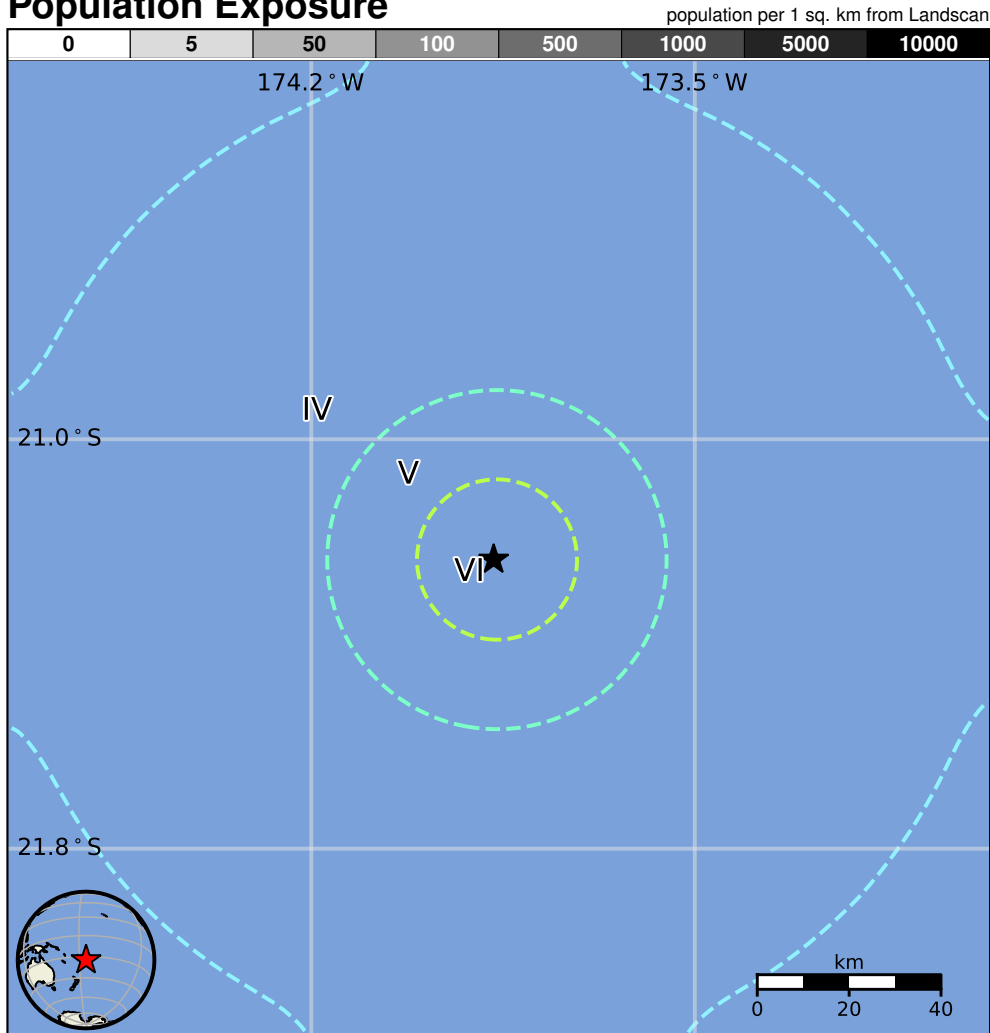 Population Exposure
population per 1 sq. km from Landscan
0 5 50 100 500 1000 5000 10000
174.2°W 173.5°W
IV
21.0°S
V
VI
21.8°S
km
0 20 40